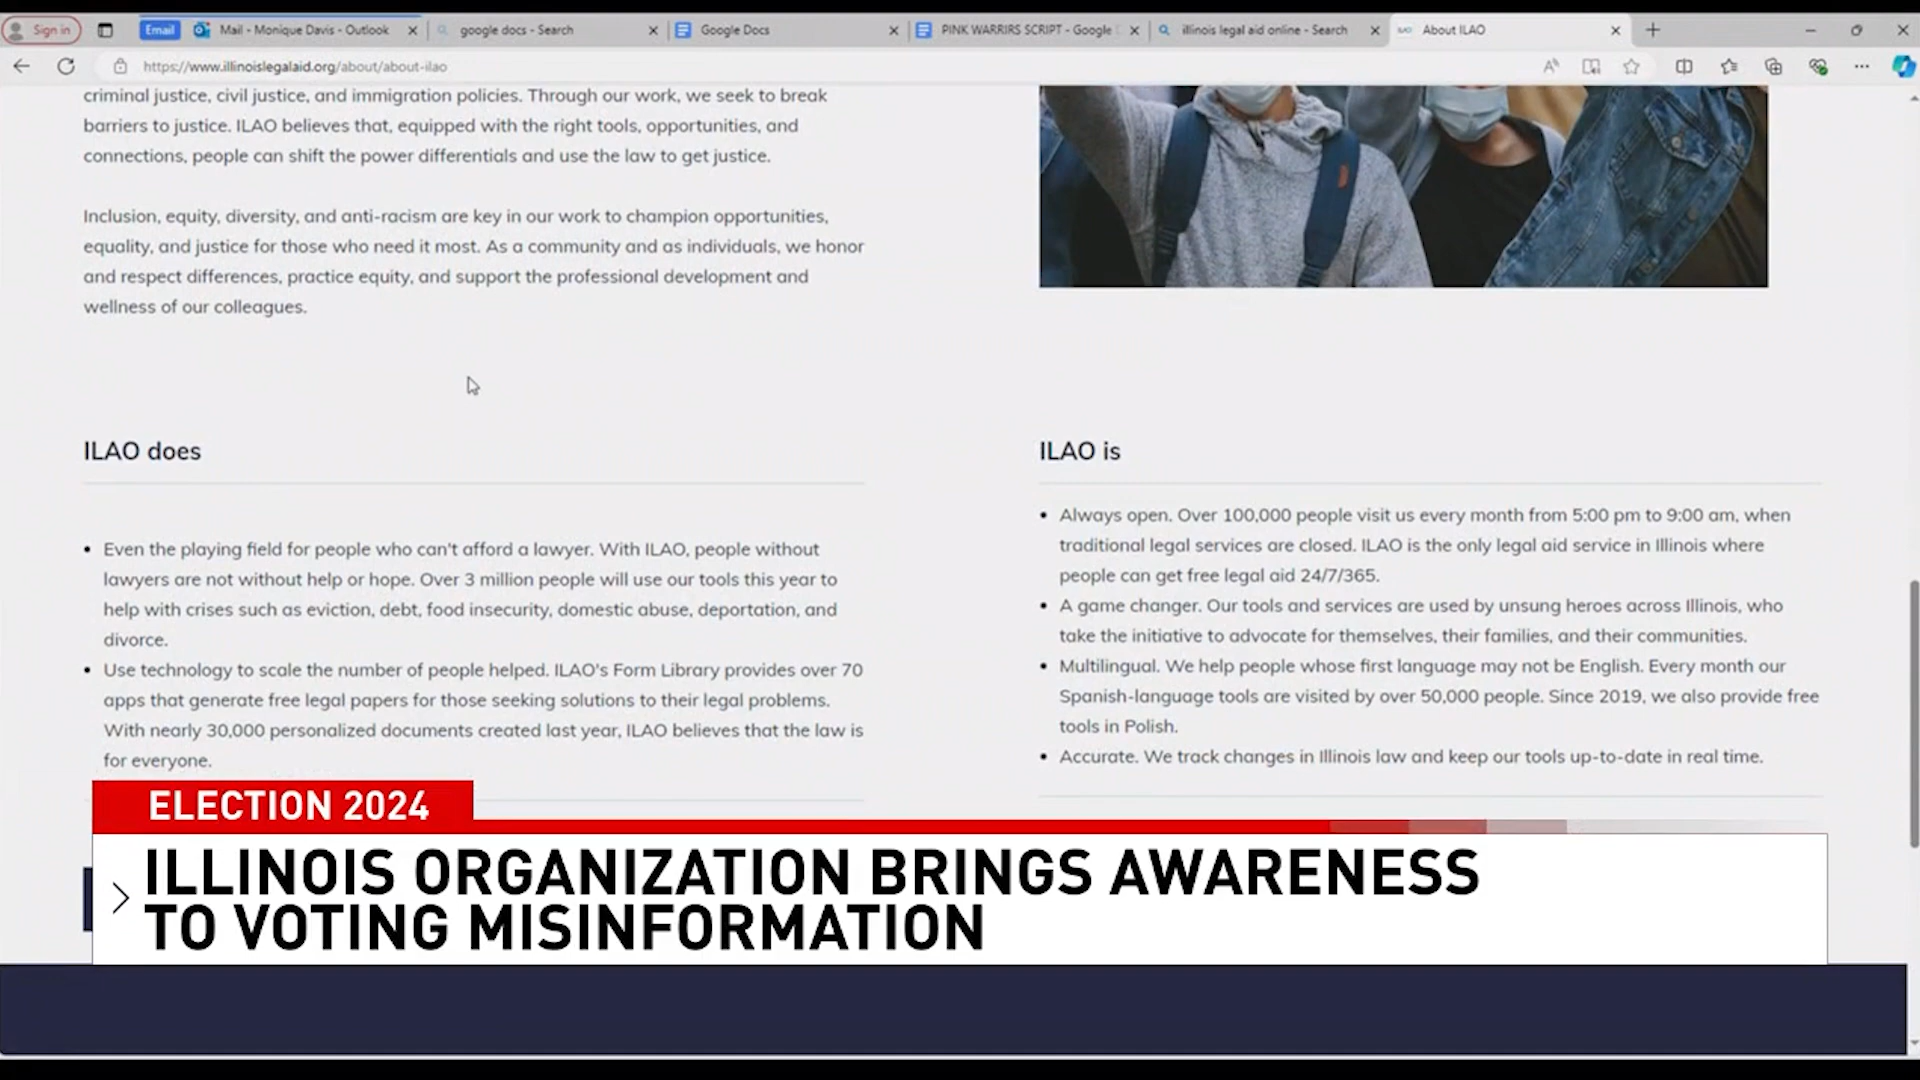 Sign in
Email
Mail - Monique Davis - Outlook
google docs - Search
Google Docs
PINK WARRIRS SCRIPT - Google
illinois legal aid online - Search
About ILAO
https://www.illinoislegalaid.org/about/about-ilao
criminal justice, civil justice, and immigration policies. Through our work, we seek to break
barriers to justice. ILAO believes that, equipped with the right tools, opportunities, and
connections, people can shift the power differentials and use the law to get justice.
Inclusion, equity, diversity, and anti-racism are key in our work to champion opportunities,
equality, and justice for those who need it most. As a community and as individuals, we honor
and respect differences, practice equity, and support the professional development and
wellness of our colleagues.
ILAO does
Even the playing field for people who can't afford a lawyer. With ILAO, people without
lawyers are not without help or hope. Over 3 million people will use our tools this year to
help with crises such as eviction, debt, food insecurity, domestic abuse, deportation, and
divorce.
Use technology to scale the number of people helped. ILAO's Form Library provides over 70
apps that generate free legal papers for those seeking solutions to their legal problems.
With nearly 30,000 personalized documents created last year, ILAO believes that the law is
for everyone.
ILAO is
Always open. Over 100,000 people visit us every month from 5:00 pm to 9:00 am, when
traditional legal services are closed. ILAO is the only legal aid service in Illinois where
people can get free legal aid 24/7/365.
A game changer. Our tools and services are used by unsung heroes across Illinois, who
take the initiative to advocate for themselves, their families, and their communities.
Multilingual. We help people whose first language may not be English. Every month our
Spanish-language tools are visited by over 50,000 people. Since 2019, we also provide free
tools in Polish.
Accurate. We track changes in Illinois law and keep our tools up-to-date in real time.
ELECTION 2024
ILLINOIS ORGANIZATION BRINGS AWARENESS
TO VOTING MISINFORMATION